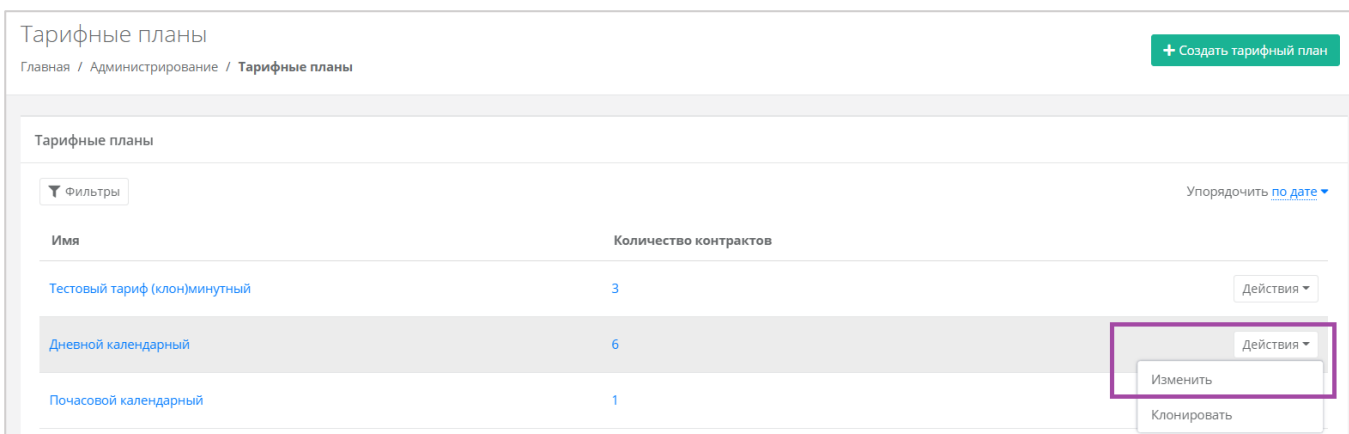 Тарифные планы
Главная / Администрирование / Тарифные планы
+ Создать тарифный план
Тарифные планы
Фильтры
Упорядочить по дате
Имя Количество контрактов
Тестовый тариф (клон)минутный 3 Действия
Дневной календарный 6 Действия
Изменить
Почасовой календарный 1
Клонировать